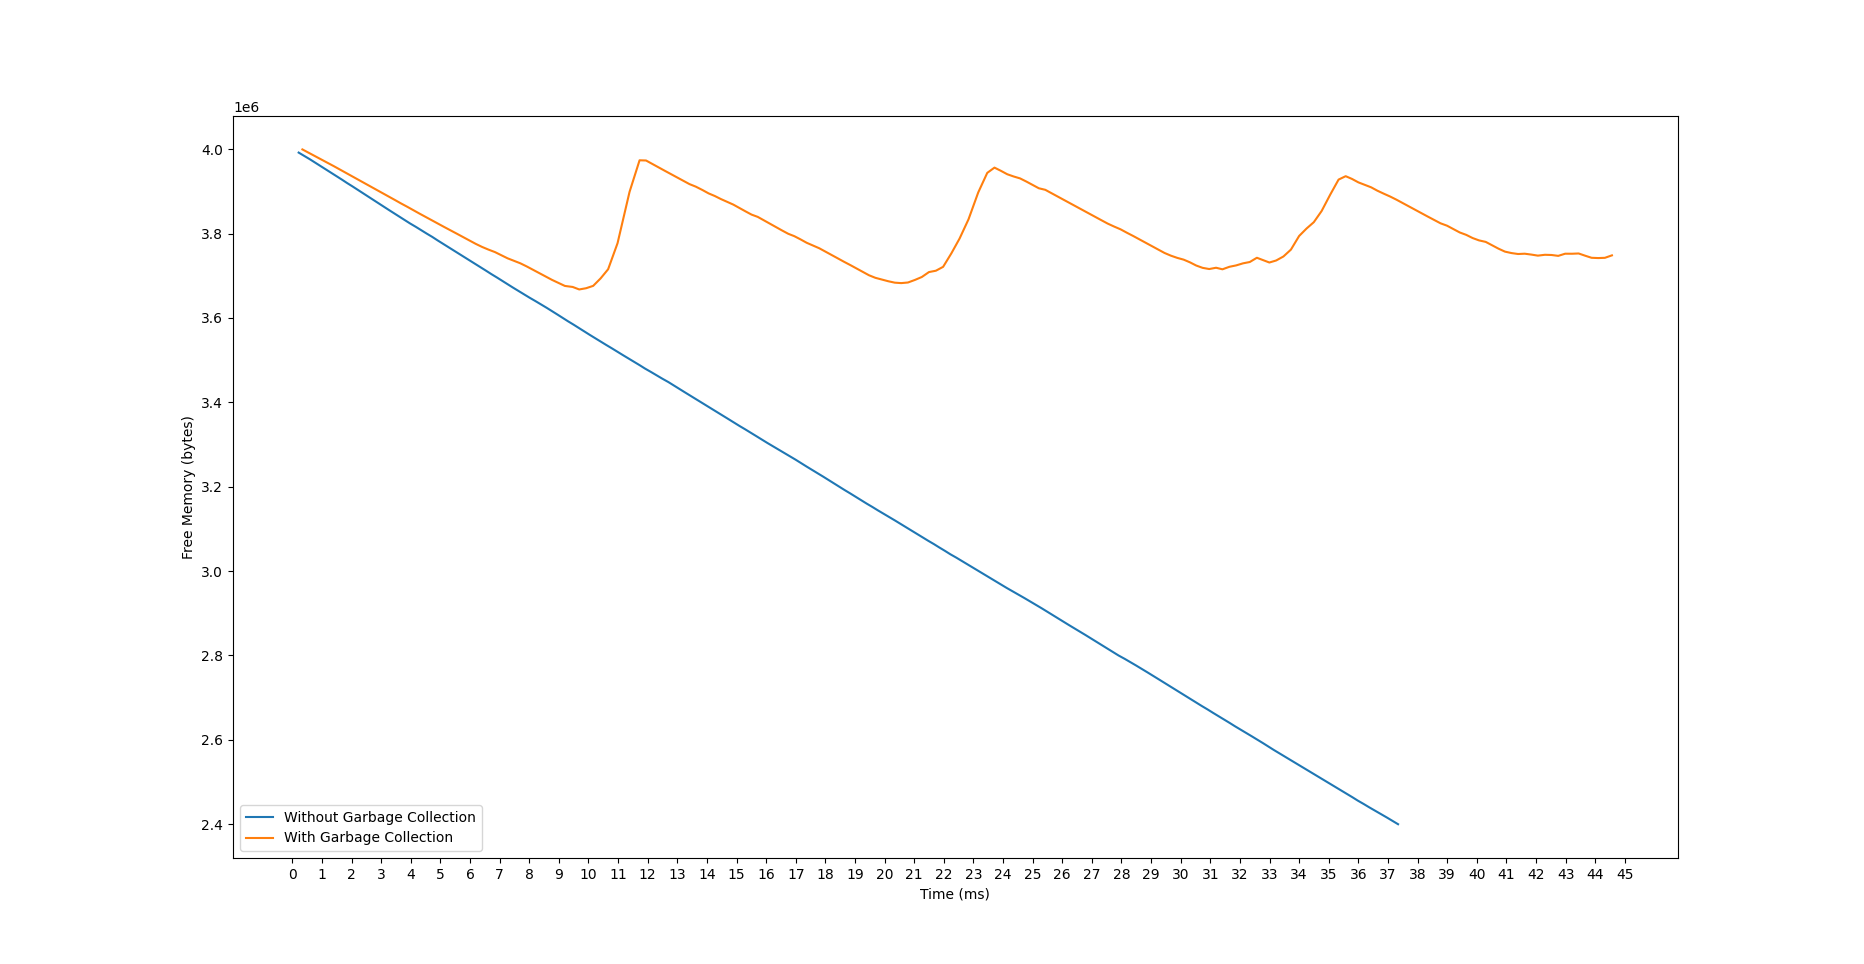 1e6
4.0
3.8
3.6
3.4
3.2
3.0
2.8
2.6
2.4
Free Memory (bytes)
Without Garbage Collection
With Garbage Collection
0 1 2 3 4 5 6 7 8 9 10 11 12 13 14 15 16 17 18 19 20 21 22 23 24 25 26 27 28 29 30 31 32 33 34 35 36 37 38 39 40 41 42 43 44 45
Time (ms)